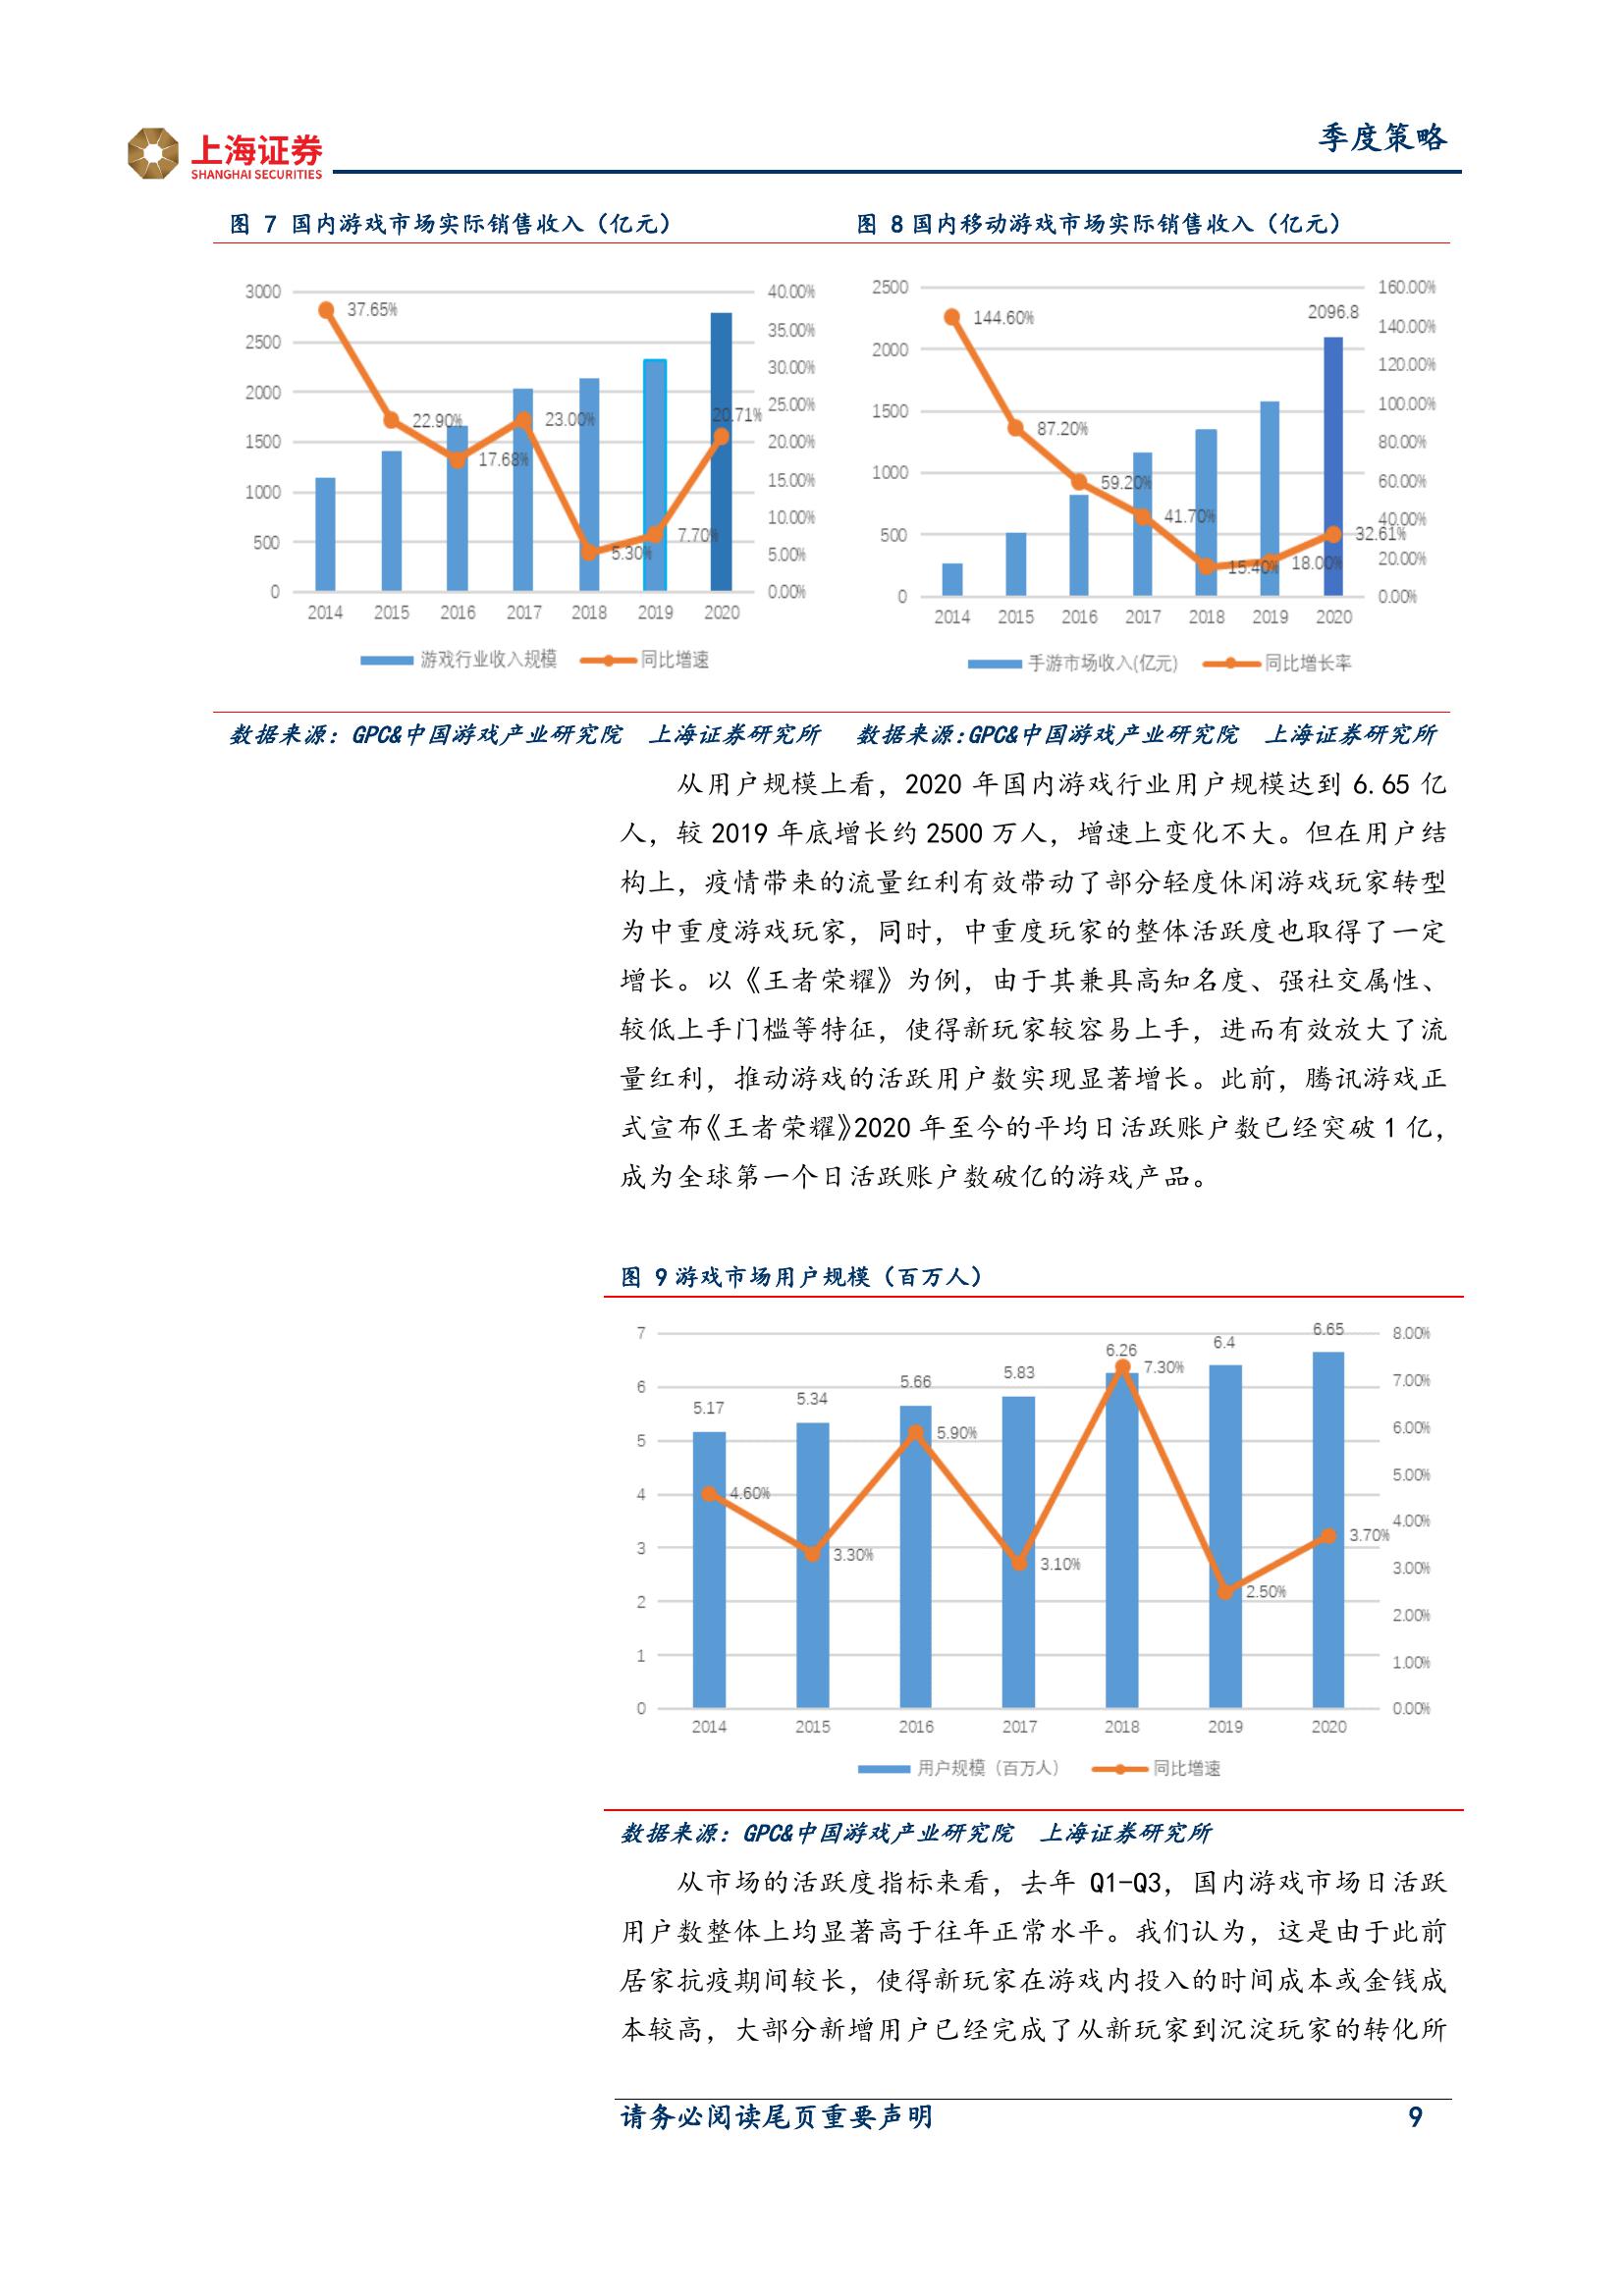 上海证券
SHANGHAI SECURITIES
季度策略
图 7 国内游戏市场实际销售收入（亿元）
3000
2500
2000
1500
1000
500
0
40.00%
35.00%
30.00%
25.00%
20.00%
15.00%
10.00%
5.00%
0.00%
37.65%
22.90%
17.68%
23.00%
5.30%
7.70%
20.71%
2014 2015 2016 2017 2018 2019 2020
游戏行业收入规模 同比增速
图 8 国内移动游戏市场实际销售收入（亿元）
2500
2000
1500
1000
500
0
160.00%
140.00%
120.00%
100.00%
80.00%
60.00%
40.00%
20.00%
0.00%
2096.8
144.60%
87.20%
59.20%
41.70%
15.40%
18.00%
32.61%
2014 2015 2016 2017 2018 2019 2020
手游市场收入(亿元) 同比增长率
数据来源：GPC&中国游戏产业研究院 上海证券研究所
数据来源:GPC&中国游戏产业研究院 上海证券研究所
从用户规模上看，2020 年国内游戏行业用户规模达到 6.65 亿
人，较 2019 年底增长约 2500 万人，增速上变化不大。但在用户结
构上，疫情带来的流量红利有效带动了部分轻度休闲游戏玩家转型
为中重度游戏玩家，同时，中重度玩家的整体活跃度也取得了一定
增长。以《王者荣耀》为例，由于其兼具高知名度、强社交属性、
较低上手门槛等特征，使得新玩家较容易上手，进而有效放大了流
量红利，推动游戏的活跃用户数实现显著增长。此前，腾讯游戏正
式宣布《王者荣耀》2020 年至今的平均日活跃账户数已经突破 1 亿，
成为全球第一个日活跃账户数破亿的游戏产品。
图 9 游戏市场用户规模（百万人）
7
6
5
4
3
2
1
0
8.00%
7.00%
6.00%
5.00%
4.00%
3.00%
2.00%
1.00%
0.00%
5.17
5.34
5.66
5.83
6.26
6.4
6.65
4.60%
3.30%
5.90%
3.10%
7.30%
2.50%
3.70%
2014 2015 2016 2017 2018 2019 2020
用户规模（百万人） 同比增速
数据来源：GPC&中国游戏产业研究院 上海证券研究所
从市场的活跃度指标来看，去年 Q1-Q3，国内游戏市场日活跃
用户数整体上均显著高于往年正常水平。我们认为，这是由于此前
居家抗疫期间较长，使得新玩家在游戏内投入的时间成本或金钱成
本较高，大部分新增用户已经完成了从新玩家到沉淀玩家的转化所
请务必阅读尾页重要声明
9